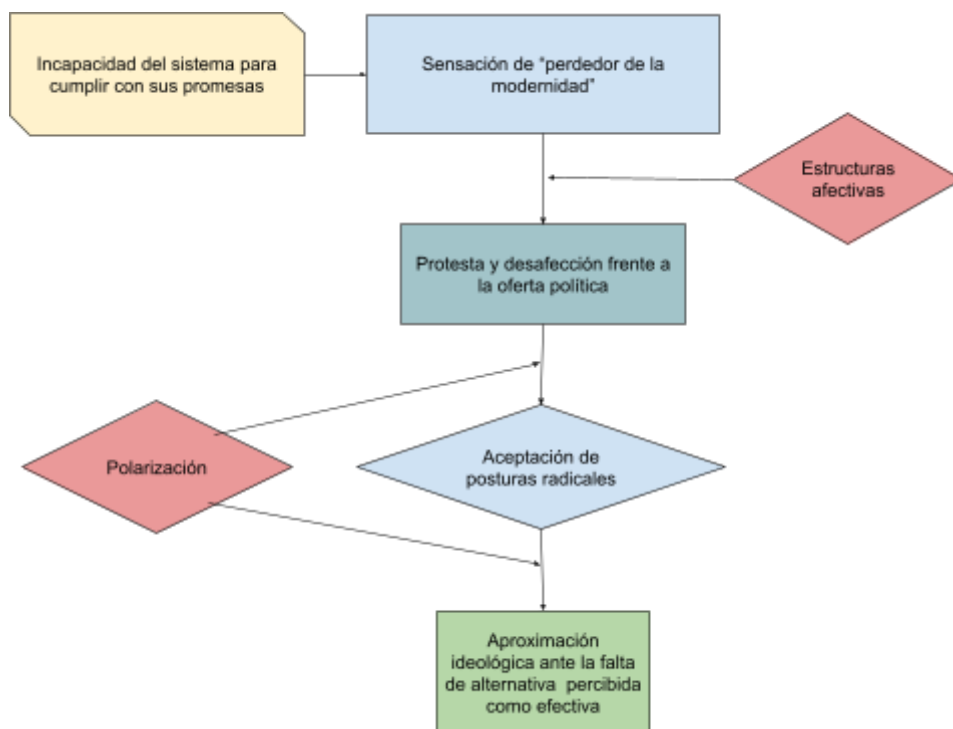 Incapacidad del sistema para
cumplir con sus promesas
Sensación de “perdedor de la
modernidad”
Estructuras
afectivas
Protesta y desafección frente a
la oferta política
Polarización
Aceptación de
posturas radicales
Aproximación
ideológica ante la falta
de alternativa percibida
como efectiva